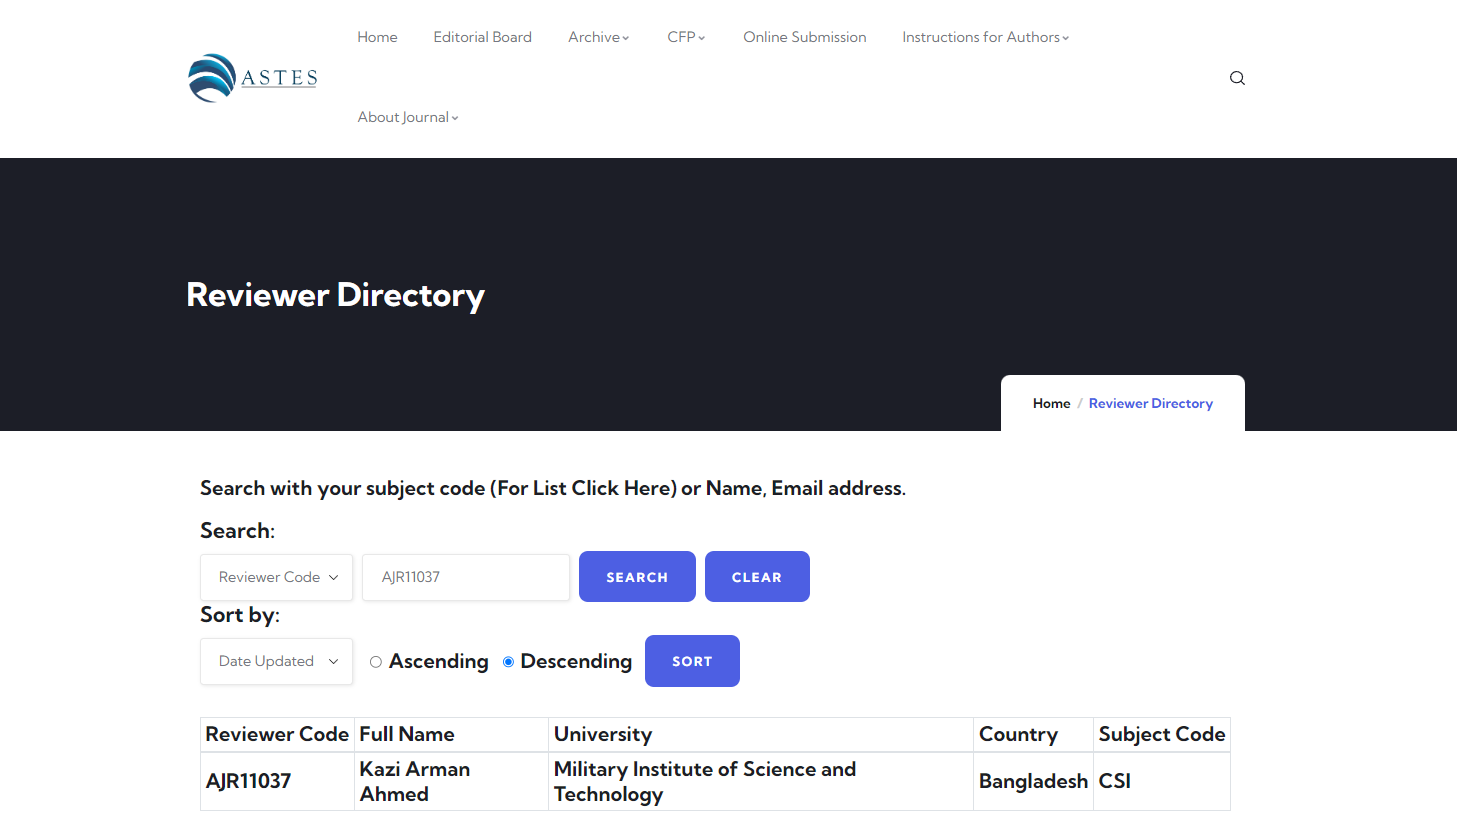 Home Editorial Board Archive CFP Online Submission Instructions for Authors
ASTES
About Journal
Reviewer Directory
Home / Reviewer Directory
Search with your subject code (For List Click Here) or Name, Email address.
Search:
Reviewer Code AJR11037 SEARCH CLEAR
Sort by:
Date Updated Ascending Descending SORT
Reviewer Code Full Name University Country Subject Code
AJR11037 Kazi Arman Ahmed Military Institute of Science and Technology Bangladesh CSI